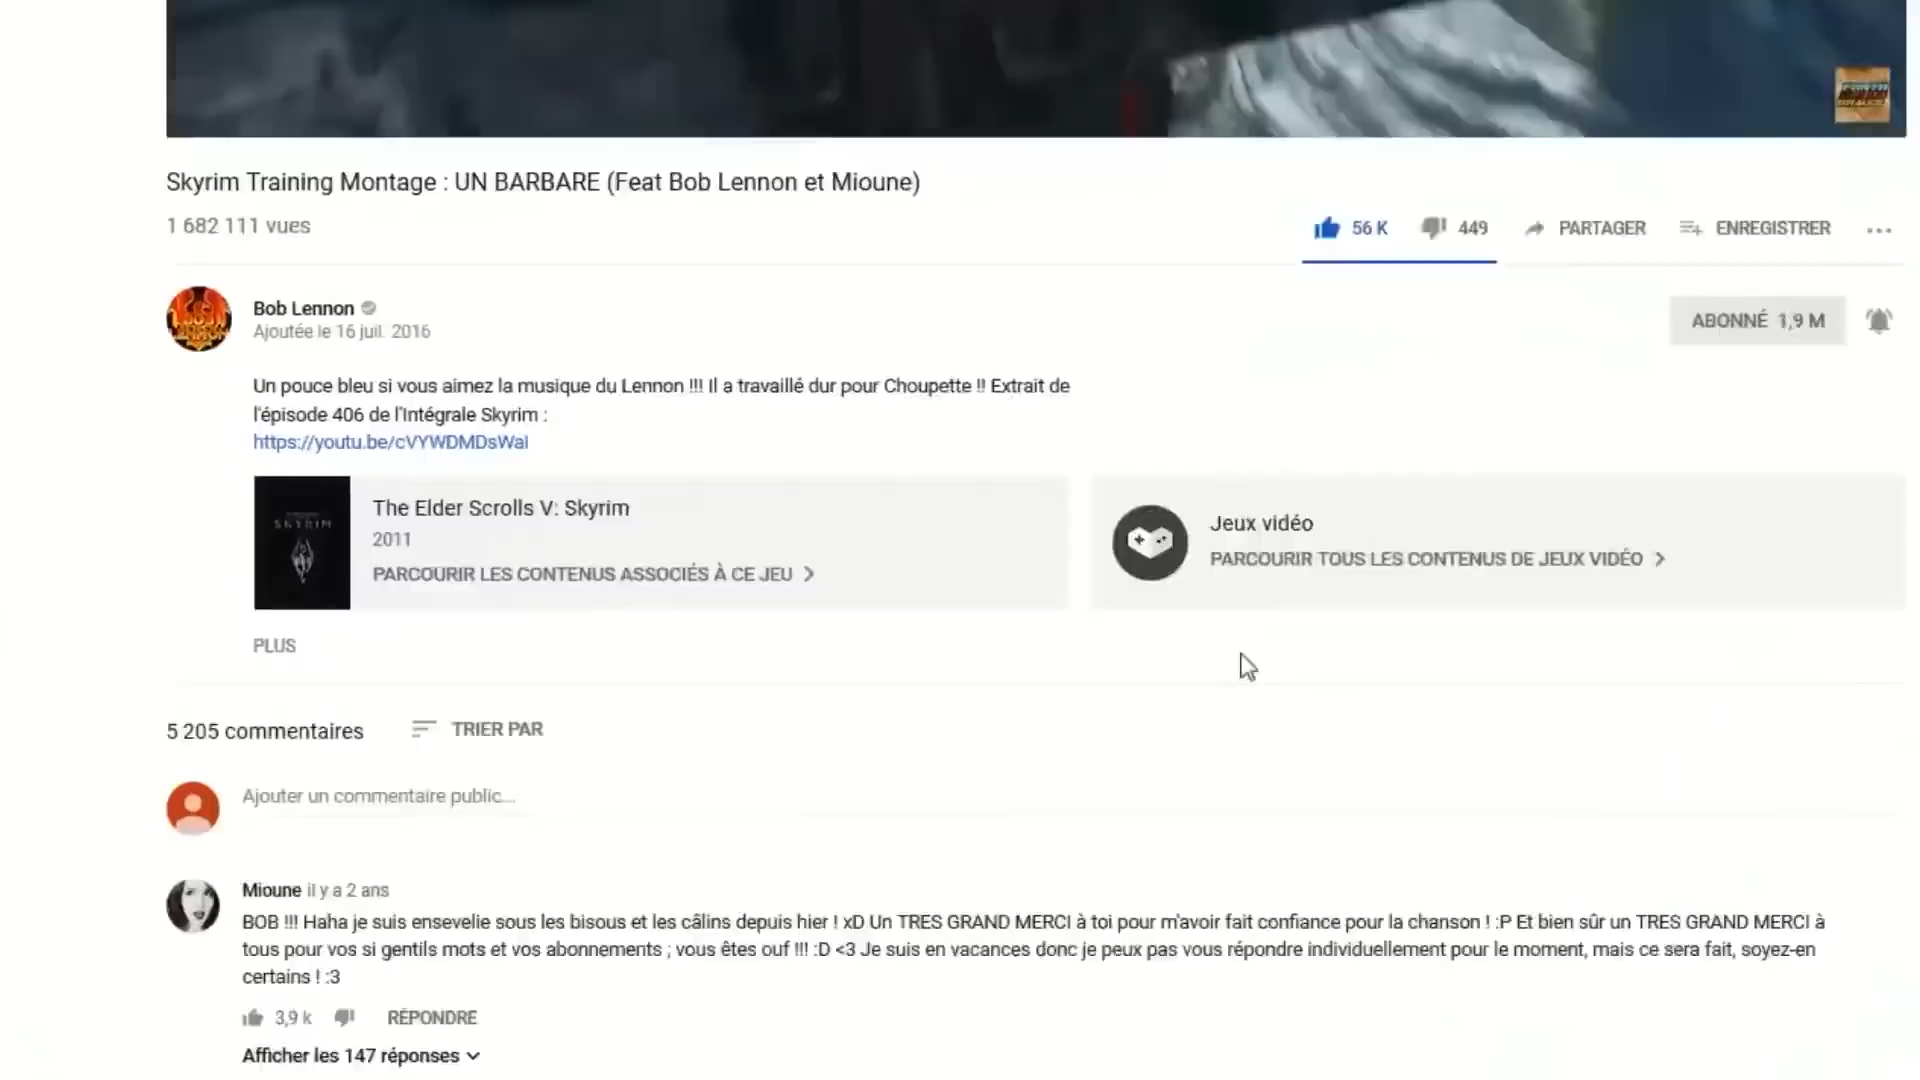 Skyrim Training Montage : UN BARBARE (Feat Bob Lennon et Mioune)
1 682 111 vues
56 K 449 PARTAGER ENREGISTRER
Bob Lennon
Ajoutée le 16 juil. 2016
ABONNÉ 1,9 M
Un pouce bleu si vous aimez la musique du Lennon !!! Il a travaillé dur pour Choupette !! Extrait de
l'épisode 406 de l'Intégrale Skyrim :
https://youtu.be/cVYWDMDsWaI
SKYRIM
The Elder Scrolls V: Skyrim
2011
PARCOURIR LES CONTENUS ASSOCIÉS À CE JEU
Jeux vidéo
PARCOURIR TOUS LES CONTENUS DE JEUX VIDÉO
PLUS
5 205 commentaires TRIER PAR
Ajouter un commentaire public...
Mioune il y a 2 ans
BOB !!! Haha je suis ensevelie sous les bisous et les câlins depuis hier ! xD Un TRES GRAND MERCI à toi pour m'avoir fait confiance pour la chanson ! :P Et bien sûr un TRES GRAND MERCI à
tous pour vos si gentils mots et vos abonnements ; vous êtes ouf !!! :D <3 Je suis en vacances donc je peux pas vous répondre individuellement pour le moment, mais ce sera fait, soyez-en
certains ! :3
3,9 k RÉPONDRE
Afficher les 147 réponses